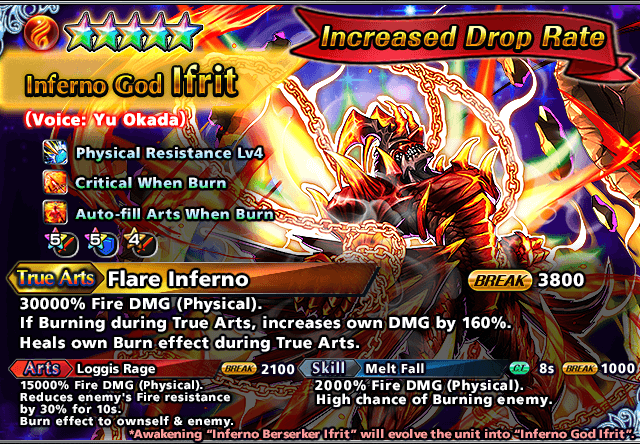 Increased Drop Rate
Inferno God Ifrit
(Voice: Yu Okada)
Physical Resistance Lv4
Critical When Burn
Auto-fill Arts When Burn
5 5 4
True Arts Flare Inferno BREAK 3800
30000% Fire DMG (Physical).
If Burning during True Arts, increases own DMG by 160%.
Heals own Burn effect during True Arts.
Arts Loggis Rage BREAK 2100
15000% Fire DMG (Physical).
Reduces enemy's Fire resistance
by 30% for 10s.
Burn effect to ownself & enemy.
Skill Melt Fall CT 8s BREAK 1000
2000% Fire DMG (Physical).
High chance of Burning enemy.
*Awakening "Inferno Berserker Ifrit" will evolve the unit into "Inferno God Ifrit".